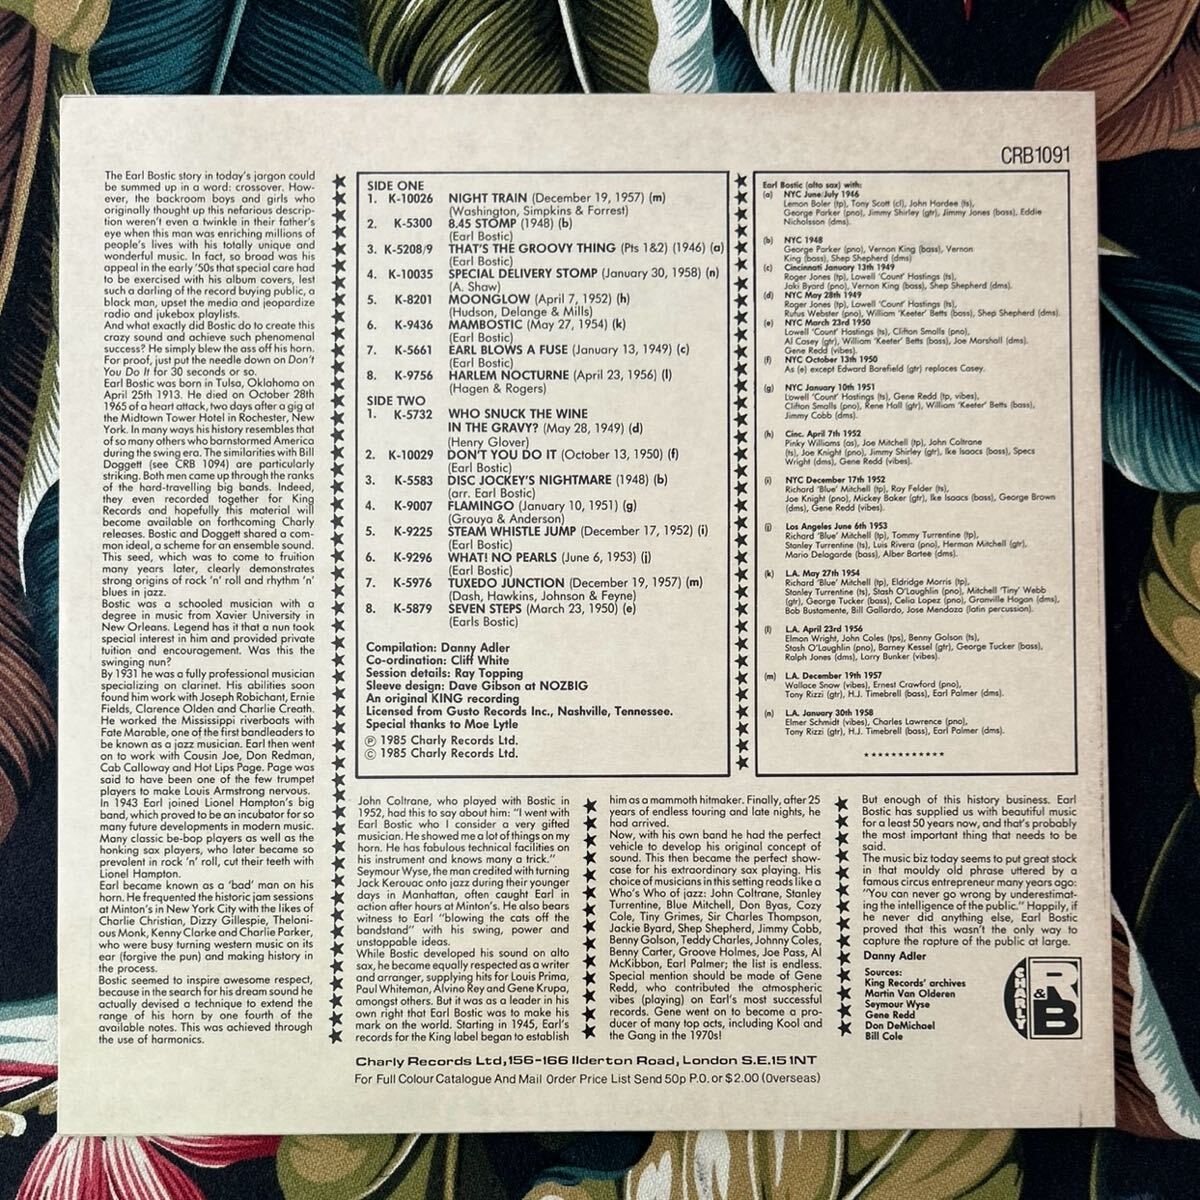 CRB1091
The Earl Bostic story in today's jargon could
be summed up in a word: crossover. How-
ever, the backroom boys and girls who
originally thought up this nefarious descrip-
tion weren't even a twinkle in their father's
eye when this man was enriching millions of
people's lives with his totally unique and
wonderful music. In fact, so broad was his
appeal in the early '50s that special care had
to be exercised with his album covers, lest
such a darling of the record buying public, a
black man, upset the media and jeopardize
radio and jukebox playlists.
And what exactly did Bostic do to create this
crazy sound and achieve such phenomenal
success? He simply blew the ass off his horn.
For proof, just put the needle down on Don't
You Do It for 30 seconds or so.
Earl Bostic was born in Tulsa, Oklahoma on
April 25th 1913. He died on October 28th
1965 of a heart attack, two days after a gig at
the Midtown Tower Hotel in Rochester, New
York. In many ways his history resembles that
of so many others who barnstormed America
during the swing era. The similarities with Bill
Doggett (see CRB 1094) are particularly
striking. Both men came up through the ranks
of the hard-travelling big bands. Indeed,
they even recorded together for King
Records and hopefully this material will
become available on forthcoming Charly
releases. Bostic and Doggett shared a com-
mon ideal, a scheme for an ensemble sound.
This seed, which was to come to fruition
many years later, clearly demonstrates
strong origins of rock 'n' roll and rhythm 'n'
blues in jazz.
Bostic was a schooled musician with a
degree in music from Xavier University in
New Orleans. Legend has it that a nun took
special interest in him and provided private
tuition and encouragement. Was this the
swinging nun?
By 1931 he was a fully professional musician
specializing on clarinet. His abilities soon
found him work with Joseph Robichant, Ernie
Fields, Clarence Olden and Charlie Creath.
He worked the Mississippi riverboats with
Fate Marable, one of the first bandleaders to
be known as a jazz musician. Earl then went
on to work with Cousin Joe, Don Redman,
Cab Calloway and Hot Lips Page. Page was
said to have been one of the few trumpet
players to make Louis Armstrong nervous.
In 1943 Earl joined Lionel Hampton's big
band, which proved to be an incubator for so
many future developments in modern music.
Many classic be-bop players as well as the
honking sax players, who later became so
prevalent in rock 'n' roll, cut their teeth with
Lionel Hampton.
Earl became known as a 'bad' man on his
horn. He frequented the historic jam sessions
at Minton's in New York City with the likes of
Charlie Christian, Dizzy Gillespie, Theloni-
ous Monk, Kenny Clarke and Charlie Parker,
who were busy turning western music on its
ear (forgive the pun) and making history in
the process.
Bostic seemed to inspire awesome respect,
because in the search for his dream sound he
actually devised a technique to extend the
range of his horn by one fourth of the
available notes. This was achieved through
the use of harmonics.
SIDE ONE
1. K-10026 NIGHT TRAIN (December 19, 1957) (m)
(Washington, Simpkins & Forrest)
2. K-5300 8.45 STOMP (1948) (b)
(Earl Bostic)
3. K-5208/9 THAT'S THE GROOVY THING (Pts 1&2) (1946) (a)
(Earl Bostic)
4. K-10035 SPECIAL DELIVERY STOMP (January 30, 1958) (n)
(A. Shaw)
5. K-8201 MOONGLOW (April 7, 1952) (h)
(Hudson, Delange & Mills)
6. K-9436 MAMBOSTIC (May 27, 1954) (k)
(Earl Bostic)
7. K-5661 EARL BLOWS A FUSE (January 13, 1949) (c)
(Earl Bostic)
8. K-9756 HARLEM NOCTURNE (April 23, 1956) (l)
(Hagen & Rogers)
SIDE TWO
1. K-5732 WHO SNUCK THE WINE
IN THE GRAVY? (May 28, 1949) (d)
(Henry Glover)
2. K-10029 DON'T YOU DO IT (October 13, 1950) (f)
(Earl Bostic)
3. K-5583 DISC JOCKEY'S NIGHTMARE (1948) (b)
(arr. Earl Bostic)
4. K-9007 FLAMINGO (January 10, 1951) (g)
(Grouya & Anderson)
5. K-9225 STEAM WHISTLE JUMP (December 17, 1952) (i)
(Earl Bostic)
6. K-9296 WHAT! NO PEARLS (June 6, 1953) (j)
(Earl Bostic)
7. K-5976 TUXEDO JUNCTION (December 19, 1957) (m)
(Dash, Hawkins, Johnson & Feyne)
8. K-5879 SEVEN STEPS (March 23, 1950) (e)
(Earls Bostic)
Compilation: Danny Adler
Co-ordination: Cliff White
Session details: Ray Topping
Sleeve design: Dave Gibson at NOZBIG
An original KING recording
Licensed from Gusto Records Inc., Nashville, Tennessee.
Special thanks to Moe Lytle
℗ 1985 Charly Records Ltd.
© 1985 Charly Records Ltd.
Earl Bostic (alto sax) with:
(a) NYC June/July 1946
Lemon Boler (tp), Tony Scott (cl), John Hardee (ts),
George Parker (pno), Jimmy Shirley (gtr), Jimmy Jones (bass), Eddie
Nicholsson (dms).
(b) NYC 1948
George Parker (pno), Vernon King (bass), Vernon
King (bass), Shep Shepherd (dms)
(c) Cincinnati January 13th 1949
Roger Jones (tp), Lowell 'Count' Hastings (ts),
Jaki Byard (pno), Vernon King (bass), Shep Shepherd (dms).
(d) NYC May 28th 1949
Roger Jones (tp), Lowell 'Count' Hastings (ts),
Rufus Webster (pno), William 'Keeter' Betts (bass), Shep Shepherd (dms).
(e) NYC March 23rd 1950
Lowell 'Count' Hastings (ts), Clifton Smalls (pno),
Al Casey (gtr), William 'Keeter' Betts (bass), Joe Marshall (dms).
Gene Redd (vibes).
(f) NYC October 13th 1950
As (e) except Edward Barefield (gtr) replaces Casey.
(g) NYC January 10th 1951
Lowell 'Count' Hastings (ts), Gene Redd (tp, vibes),
Clifton Smalls (pno), Rene Hall (gtr), William 'Keeter' Betts (bass),
Jimmy Cobb (dms).
(h) Cinc. April 7th 1952
Pinky Williams (as), Joe Mitchell (tp), John Coltrane
(ts), Joe Knight (pno), Jimmy Shirley (gtr), Ike Isaacs (bass), Specs
Wright (dms), Gene Redd (vibes).
(i) NYC December 17th 1952
Richard 'Blue' Mitchell (tp), Ray Felder (ts),
Joe Knight (pno), Mickey Baker (gtr), Ike Isaacs (bass), George Brown
(dms), Gene Redd (vibes).
(j) Los Angeles June 6th 1953
Richard 'Blue' Mitchell (tp), Tommy Turrentine (tp),
Stanley Turrentine (ts), Luis Rivera (pno), Herman Mitchell (gtr),
Mario Delagarde (bass), Albert Bartee (dms).
(k) L.A. May 27th 1954
Richard 'Blue' Mitchell (tp), Eldridge Morris (tp),
Stanley Turrentine (ts), Stash O'Laughlin (pno), Mitchell 'Tiny' Webb
(gtr), George Tucker (bass), Celia Lopez (pno), Granville Hogan (dms),
Bob Bustomente, Bill Gallardo, Jose Mendoza (latin percussion).
(l) L.A. April 23rd 1956
Elmon Wright, John Coles (tps), Benny Golson (ts),
Stash O'Laughlin (pno), Barney Kessel (gtr), George Tucker (bass),
Ralph Jones (dms), Larry Bunker (vibes).
(m) L.A. December 19th 1957
Wallace Snow (vibes), Ernest Crawford (pno),
Tony Rizzi (gtr), H.J. Timebrell (bass), Earl Palmer (dms).
(n) L.A. January 30th 1958
Elmer Schmidt (vibes), Charles Lawrence (pno),
Tony Rizzi (gtr), H.J. Timebrell (bass), Earl Palmer (dms).
John Coltrane, who played with Bostic in
1952, had this to say about him: "I went with
Earl Bostic who I consider a very gifted
musician. He showed me a lot of things on my
horn. He has fabulous technical facilities on
his instrument and knows many a trick."
Seymour Wyse, the man credited with turning
Jack Kerouac onto jazz during their younger
days in Manhattan, often caught Earl in
action after hours at Minton's. He also bears
witness to Earl "blowing the cats off the
bandstand" with his swing, power and
unstoppable ideas.
While Bostic developed his sound on alto
sax, he became equally respected as a writer
and arranger, supplying hits for Louis Prima,
Paul Whiteman, Alvino Rey and Gene Krupa,
amongst others. But it was as a leader in his
own right that Earl Bostic was to make his
mark on the world. Starting in 1945, Earl's
records for the King label began to establish
him as a mammoth hitmaker. Finally, after 25
years of endless touring and late nights, he
had arrived.
Now, with his own band he had the perfect
vehicle to develop his original concept of
sound. This then became the perfect show-
case for his extraordinary sax playing. His
choice of musicians in this setting reads like a
Who's Who of jazz: John Coltrane, Stanley
Turrentine, Blue Mitchell, Don Byas, Cozy
Cole, Tiny Grimes, Sir Charles Thompson,
Jackie Byard, Shep Shepherd, Jimmy Cobb,
Benny Golson, Teddy Charles, Johnny Coles,
Benny Carter, Groove Holmes, Joe Pass, Al
McKibbon, Earl Palmer; the list is endless.
Special mention should be made of Gene
Redd, who contributed the atmospheric
vibes (playing) on Earl's most successful
records. Gene went on to become a pro-
ducer of many top acts, including Kool and
the Gang in the 1970s!
But enough of this history business. Earl
Bostic has supplied us with beautiful music
for a least 50 years now, and that's probably
the most important thing that needs to be
said.
The music biz today seems to put great stock
in that mouldy old phrase uttered by a
famous circus entrepreneur many years ago:
"You can never go wrong by underestimat-
ing the intelligence of the public." Happily, if
he never did anything else, Earl Bostic
proved that this wasn't the only way to
capture the rapture of the public at large.
Danny Adler
Sources:
King Records' archives
Martin Van Olderen
Seymour Wyse
Gene Redd
Don DeMichael
Bill Cole
CHARLY
R&B
Charly Records Ltd, 156-166 Ilderton Road, London S.E.15 1NT
For Full Colour Catalogue And Mail Order Price List Send 50p P.O. or $2.00 (Overseas)